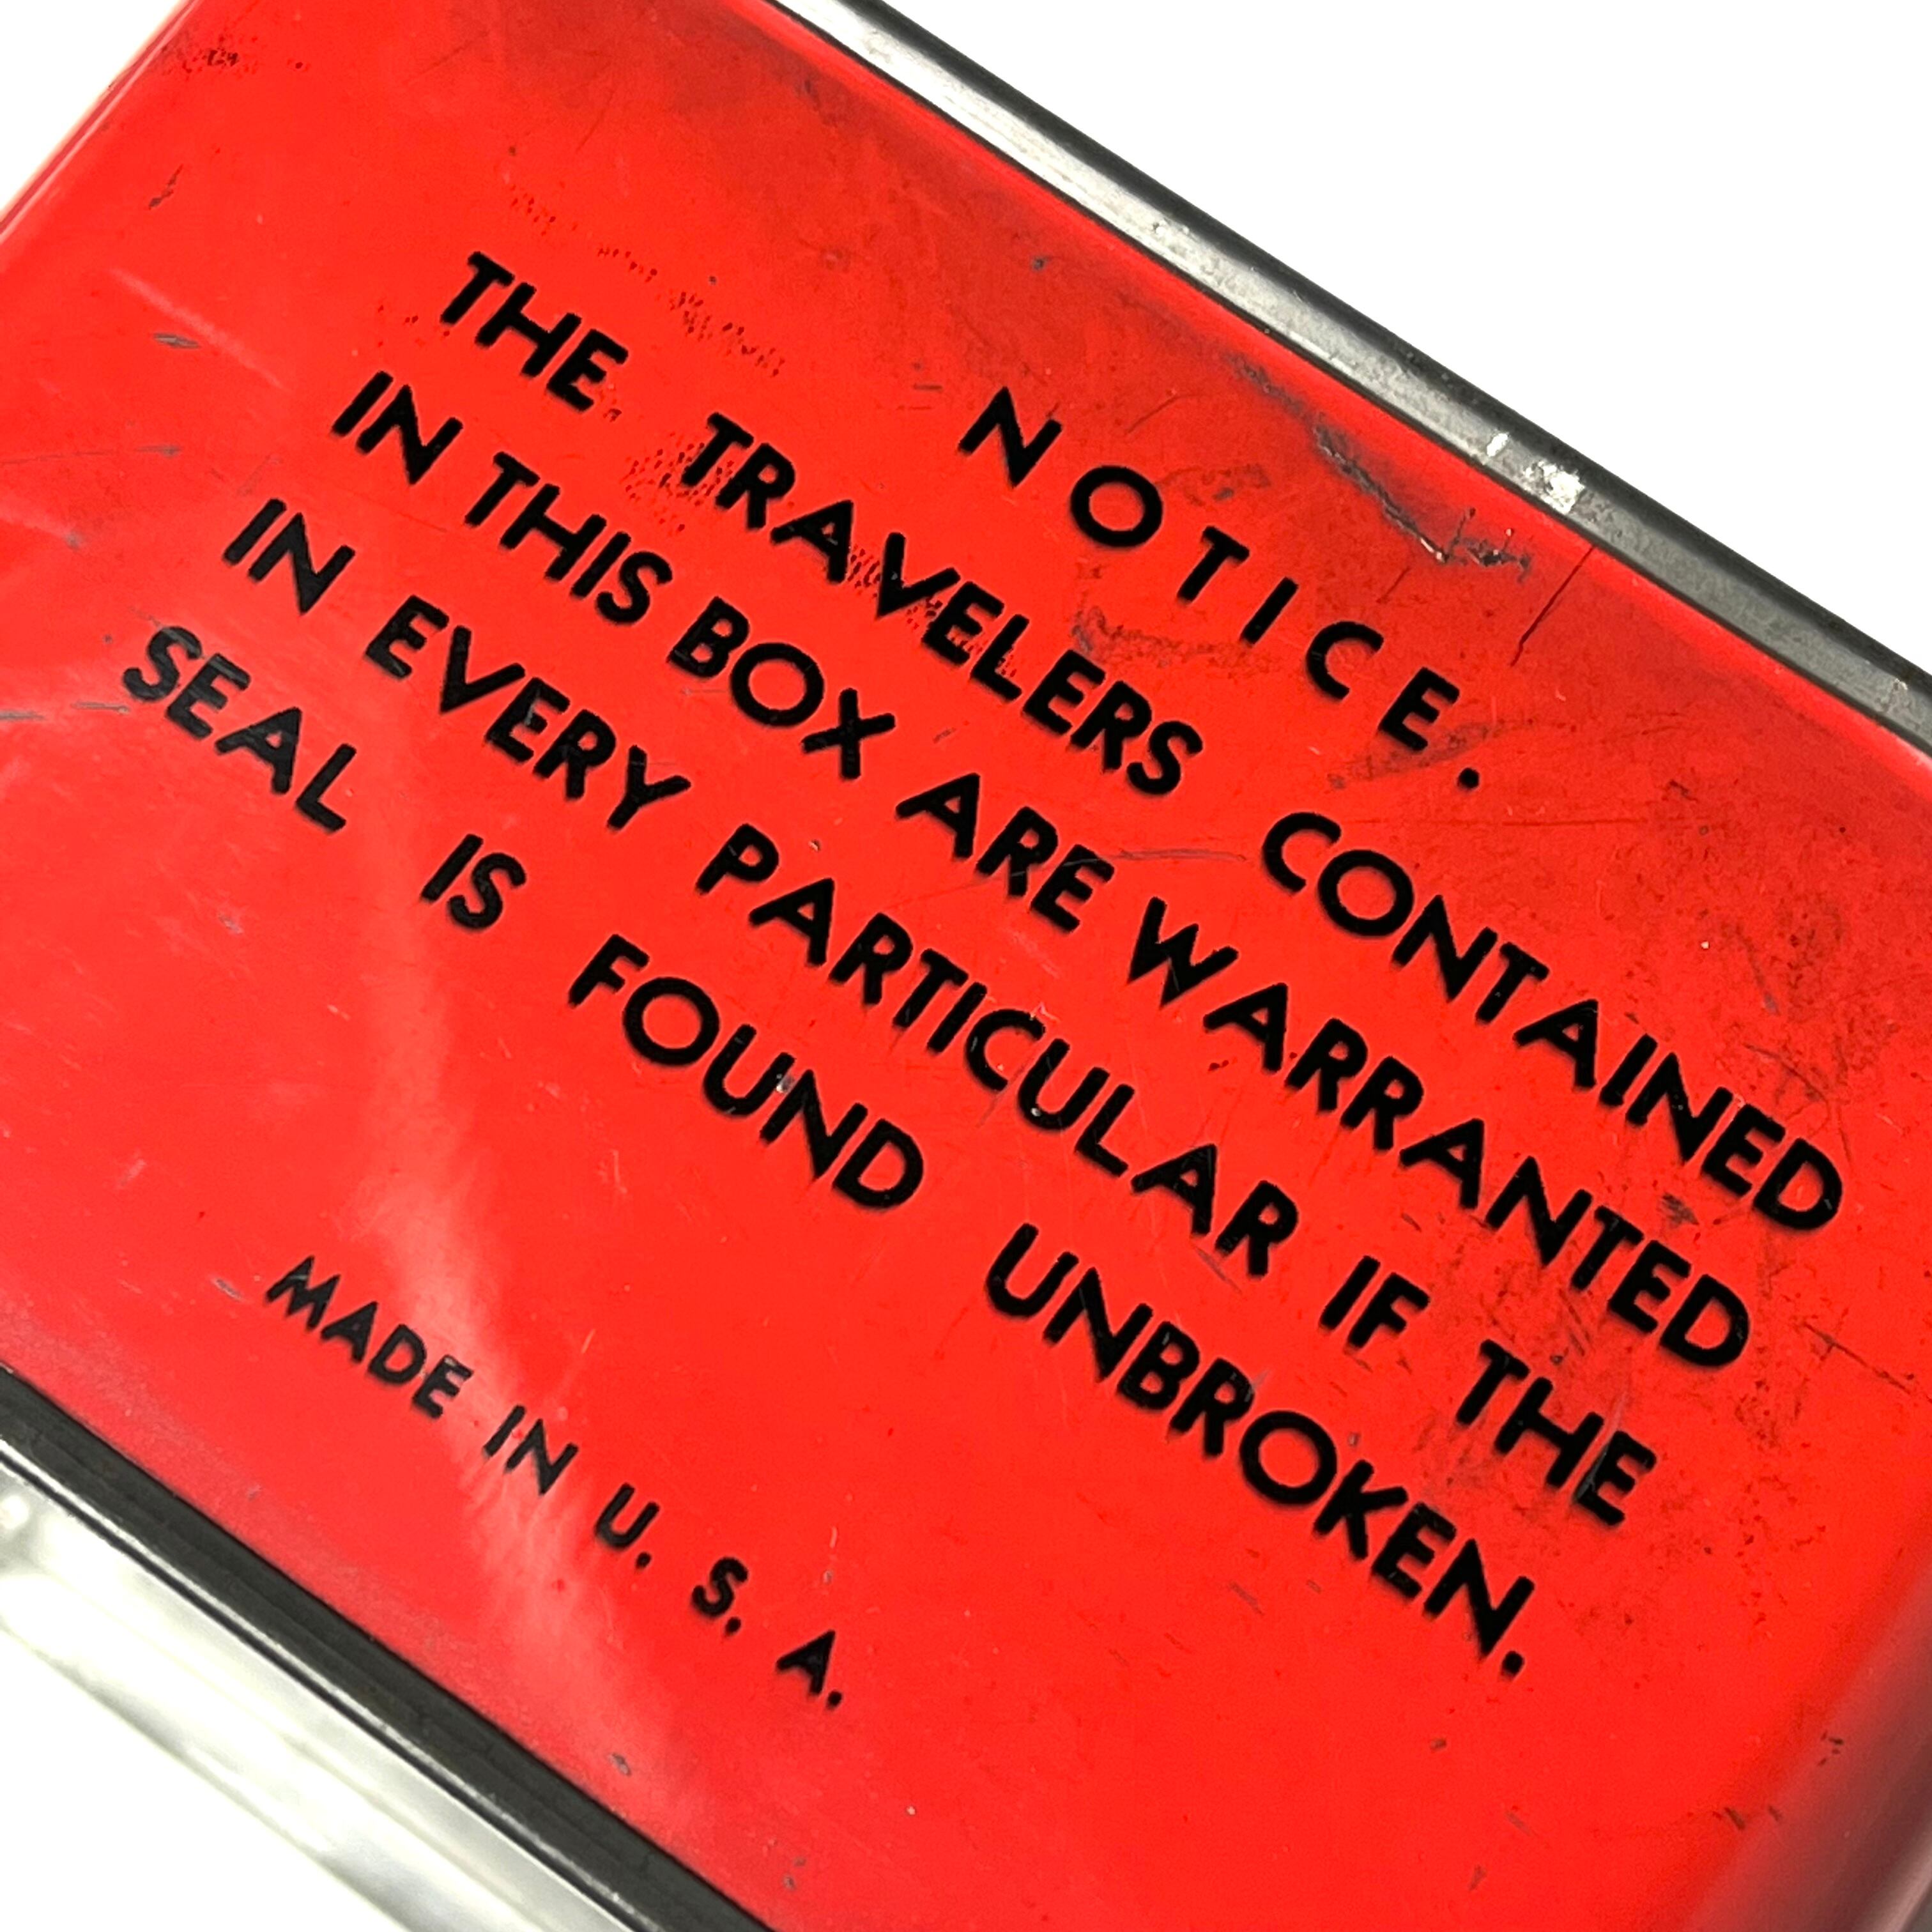 NOTICE.
THE TRAVELERS CONTAINED
IN THIS BOX ARE WARRANTED
IN EVERY PARTICULAR IF THE
SEAL IS FOUND UNBROKEN.
MADE IN U. S. A.